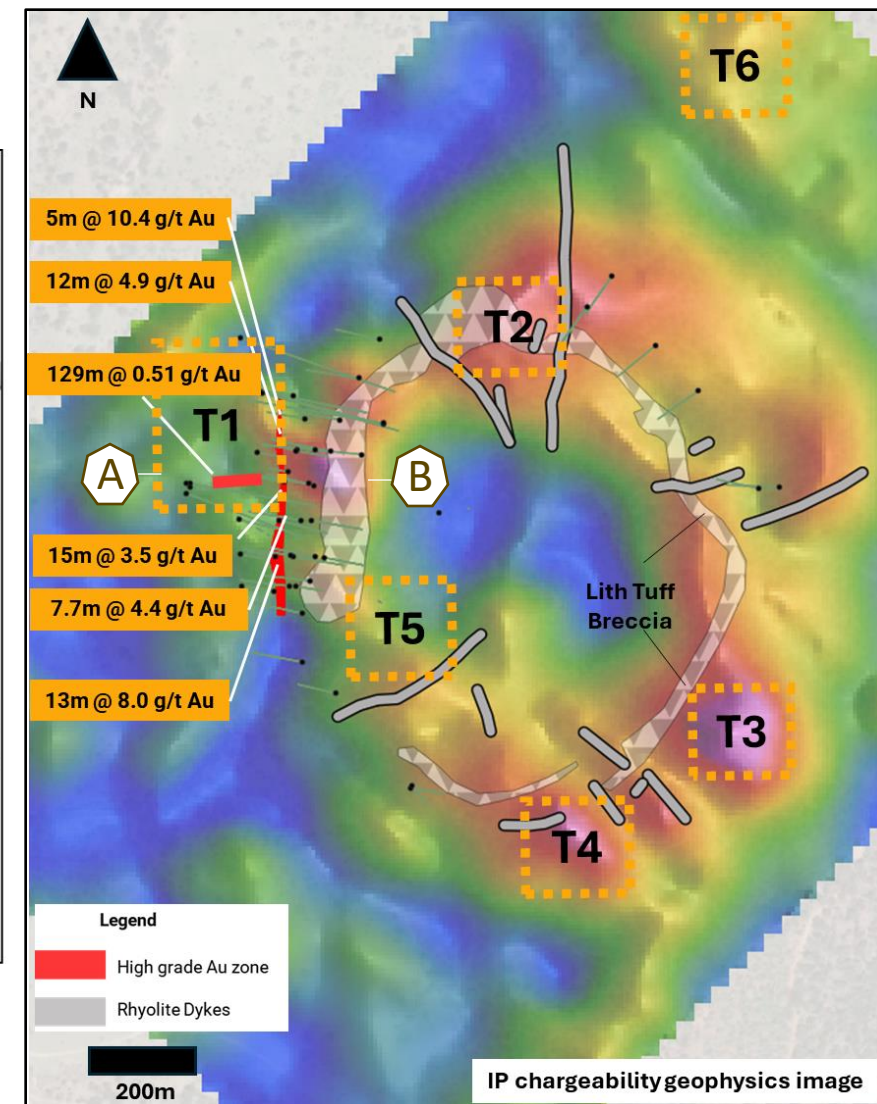 N
T6
5m @ 10.4 g/t Au
12m @ 4.9 g/t Au
T2
129m @ 0.51 g/t Au
T1
A
B
15m @ 3.5 g/t Au
7.7m @ 4.4 g/t Au
Lith Tuff
Breccia
T5
13m @ 8.0 g/t Au
T3
T4
Legend
High grade Au zone
Rhyolite Dykes
200m
IP chargeability geophysics image